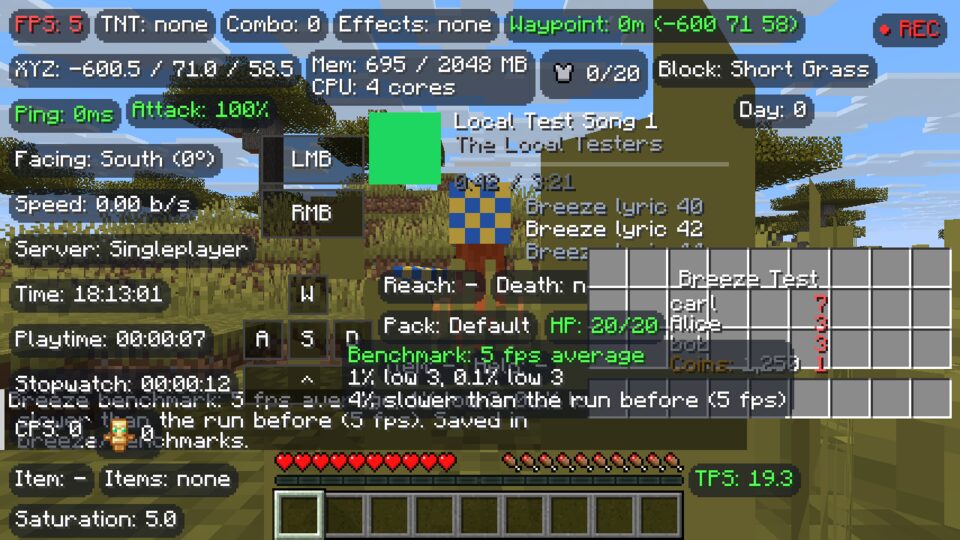 FPS: 5
TNT: none
Combo: 0
Effects: none
Waypoint: 0m (-600 71 58)
• REC
XYZ: -600.5 / 71.0 / 58.5
Mem: 695 / 2048 MB
CPU: 4 cores
0/20
Block: Short Grass
Ping: 0ms
Attack: 100%
Day: 0
Local Test Song 1
The Local Testers
0:42 / 3:21
Facing: South (0°)
LMB
RMB
Speed: 0.00 b/s
Breeze lyric 40
Breeze lyric 42
Breeze lyric
Server: Singleplayer
Time: 18:13:01
W
Reach: -
Death: n
Breeze Test
carl 7
Alice 3
bob 3
Coins: 1,250 1
Playtime: 00:00:07
A
S
D
Pack: Default
HP: 20/20
Benchmark: 5 fps average
1% low 3, 0.1% low 3
4% slower than the run before (5 fps)
Stopwatch: 00:00:12
^
Breeze benchmark: 5 fps
than the run before (5 fps). Saved in
CPS: 0
0
Item: -
Items: none
TPS: 19.3
Saturation: 5.0